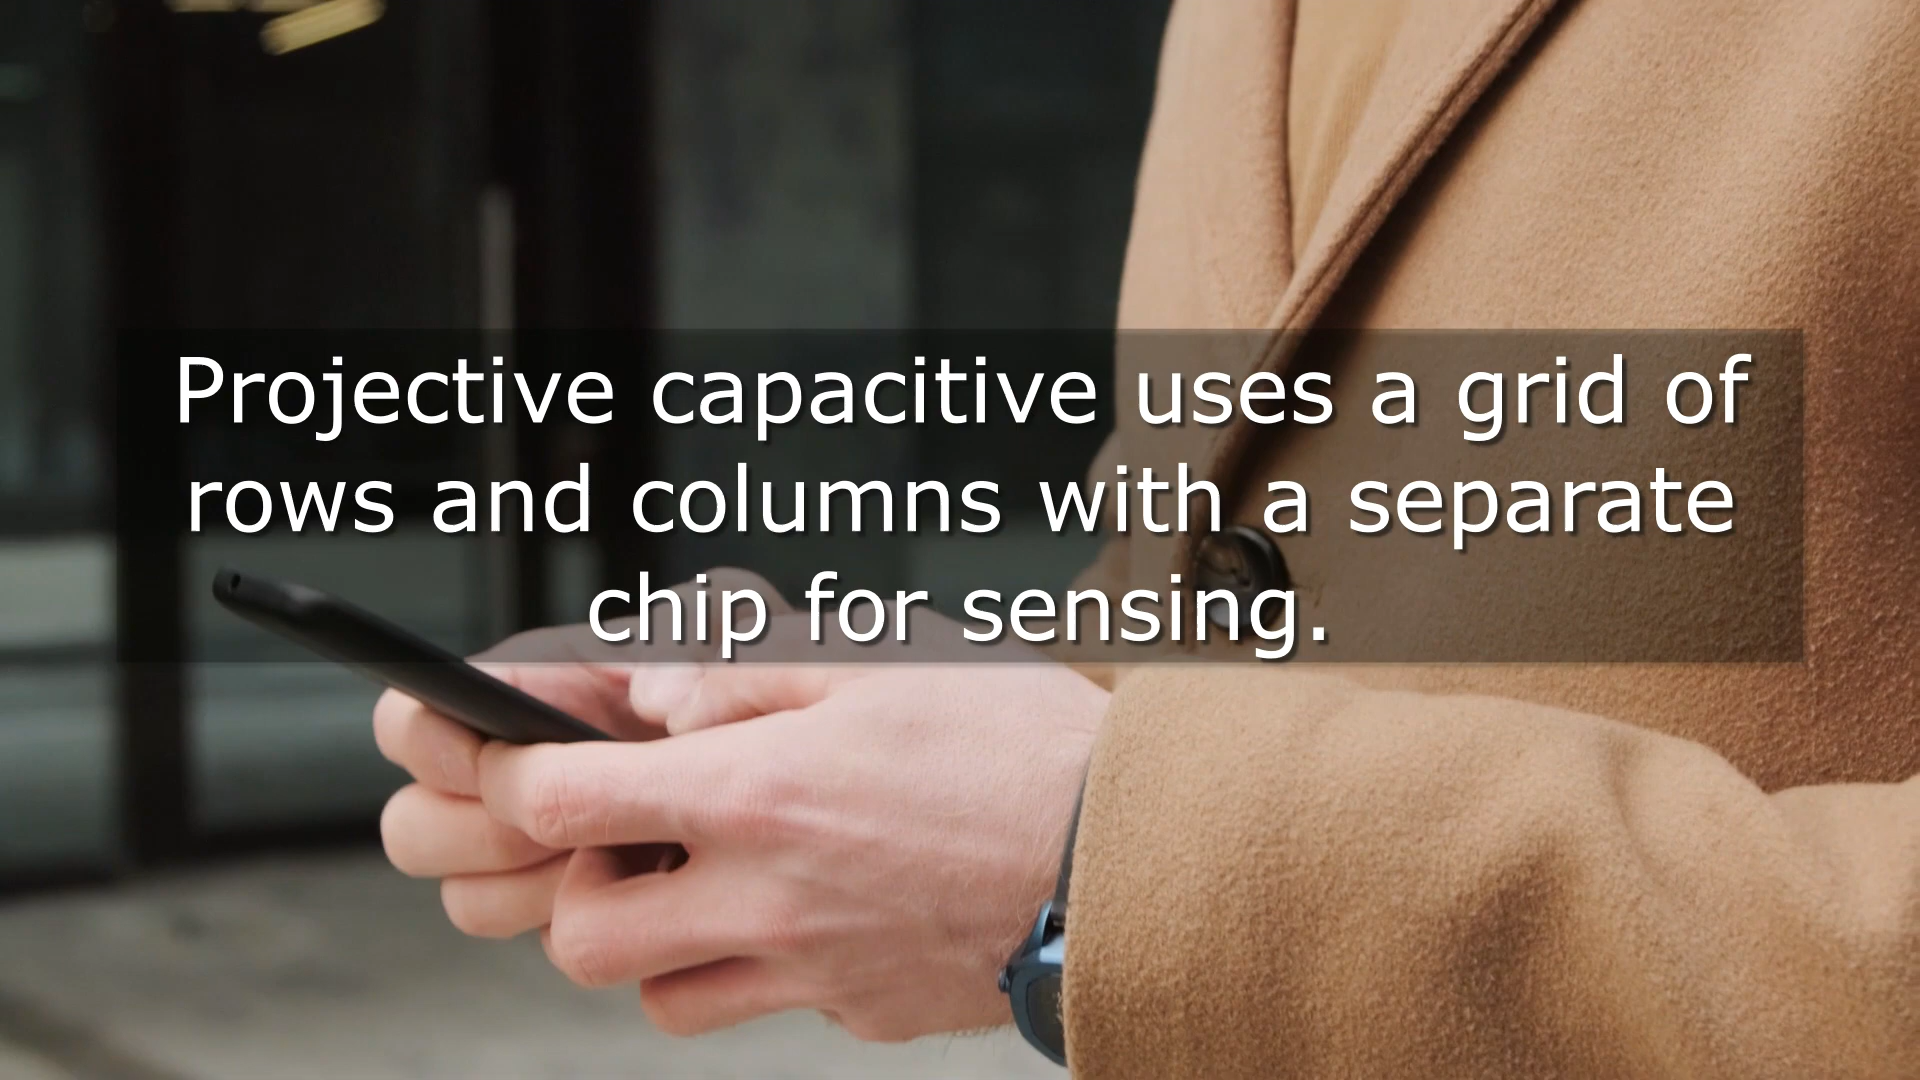 Projective capacitive uses a grid of
rows and columns with a separate
chip for sensing.